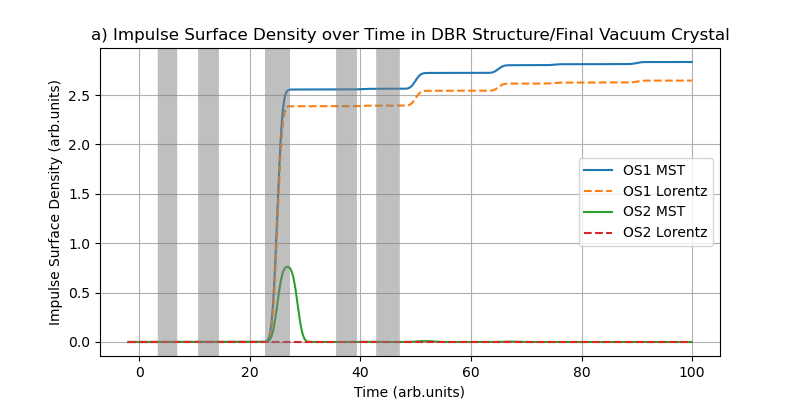 a) Impulse Surface Density over Time in DBR Structure/Final Vacuum Crystal
Impulse Surface Density (arb.units)
2.5
2.0
1.5
1.0
0.5
0.0
OS1 MST
OS1 Lorentz
OS2 MST
OS2 Lorentz
0 20 40 60 80 100
Time (arb.units)